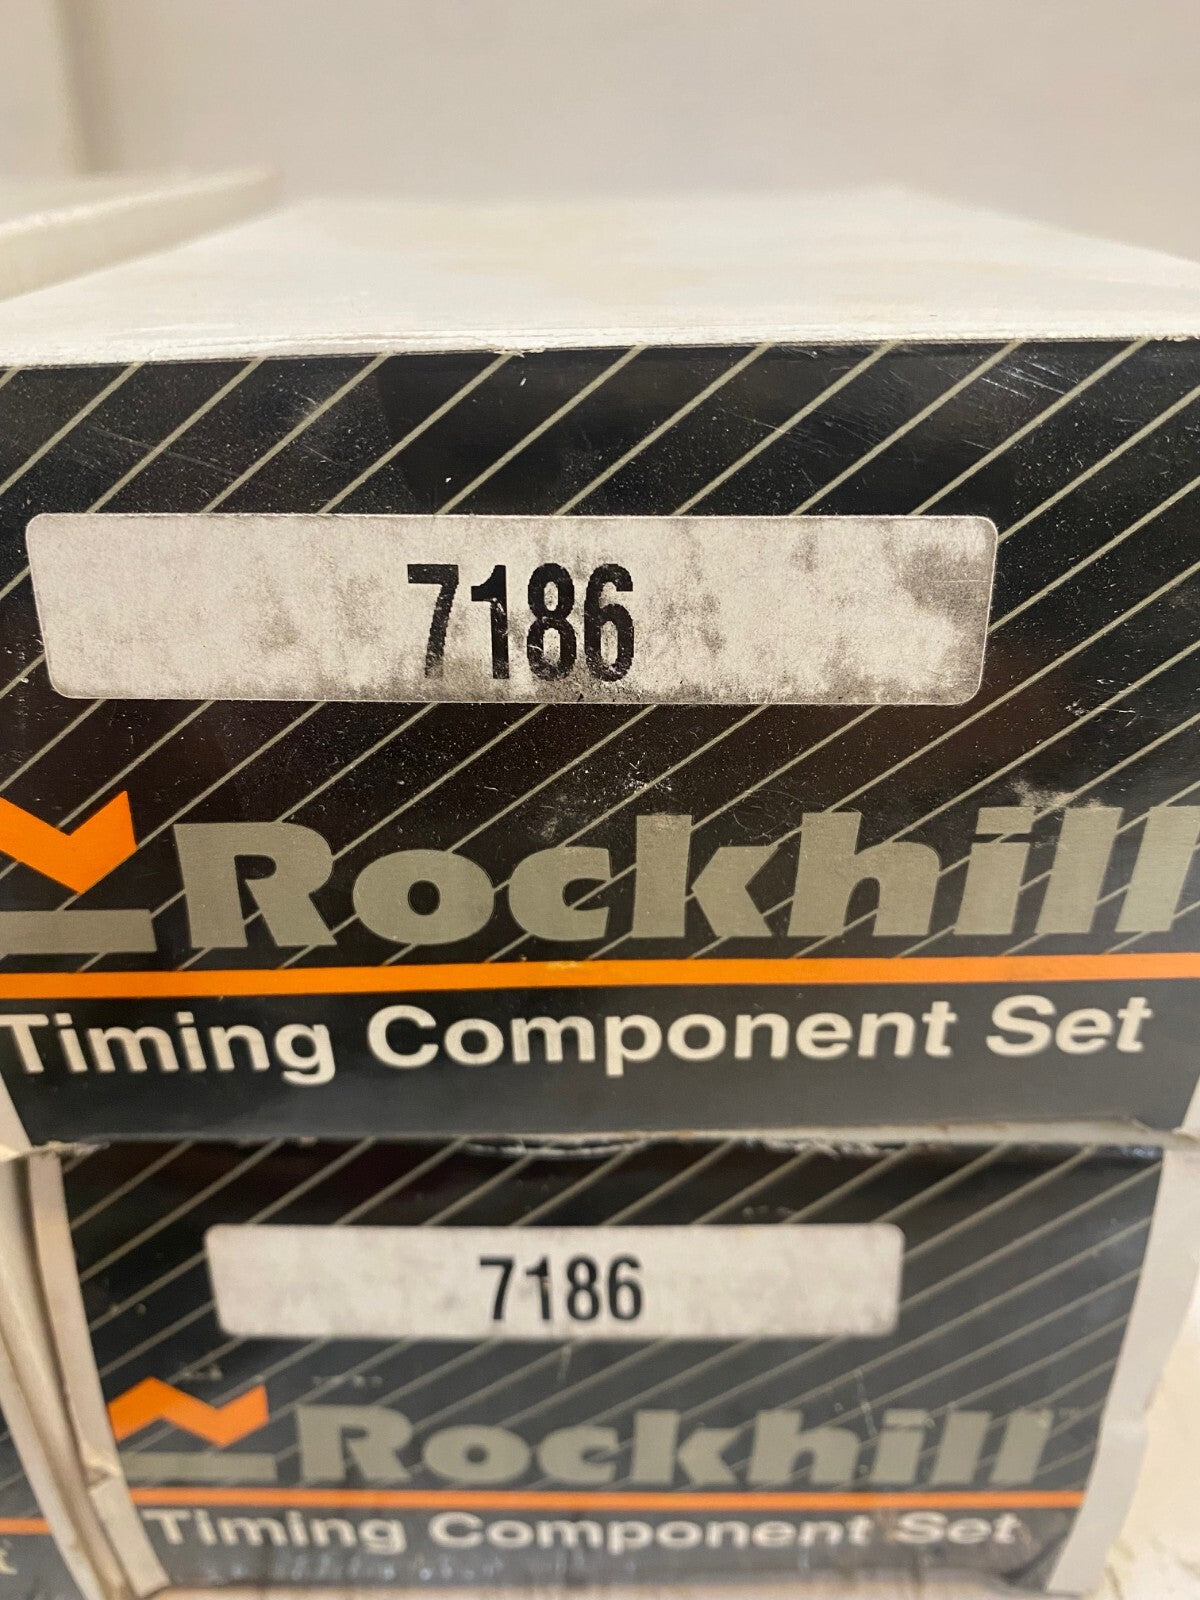 7186
Rockhill
Timing Component Set
7186
Rockhill
Timing Component Set